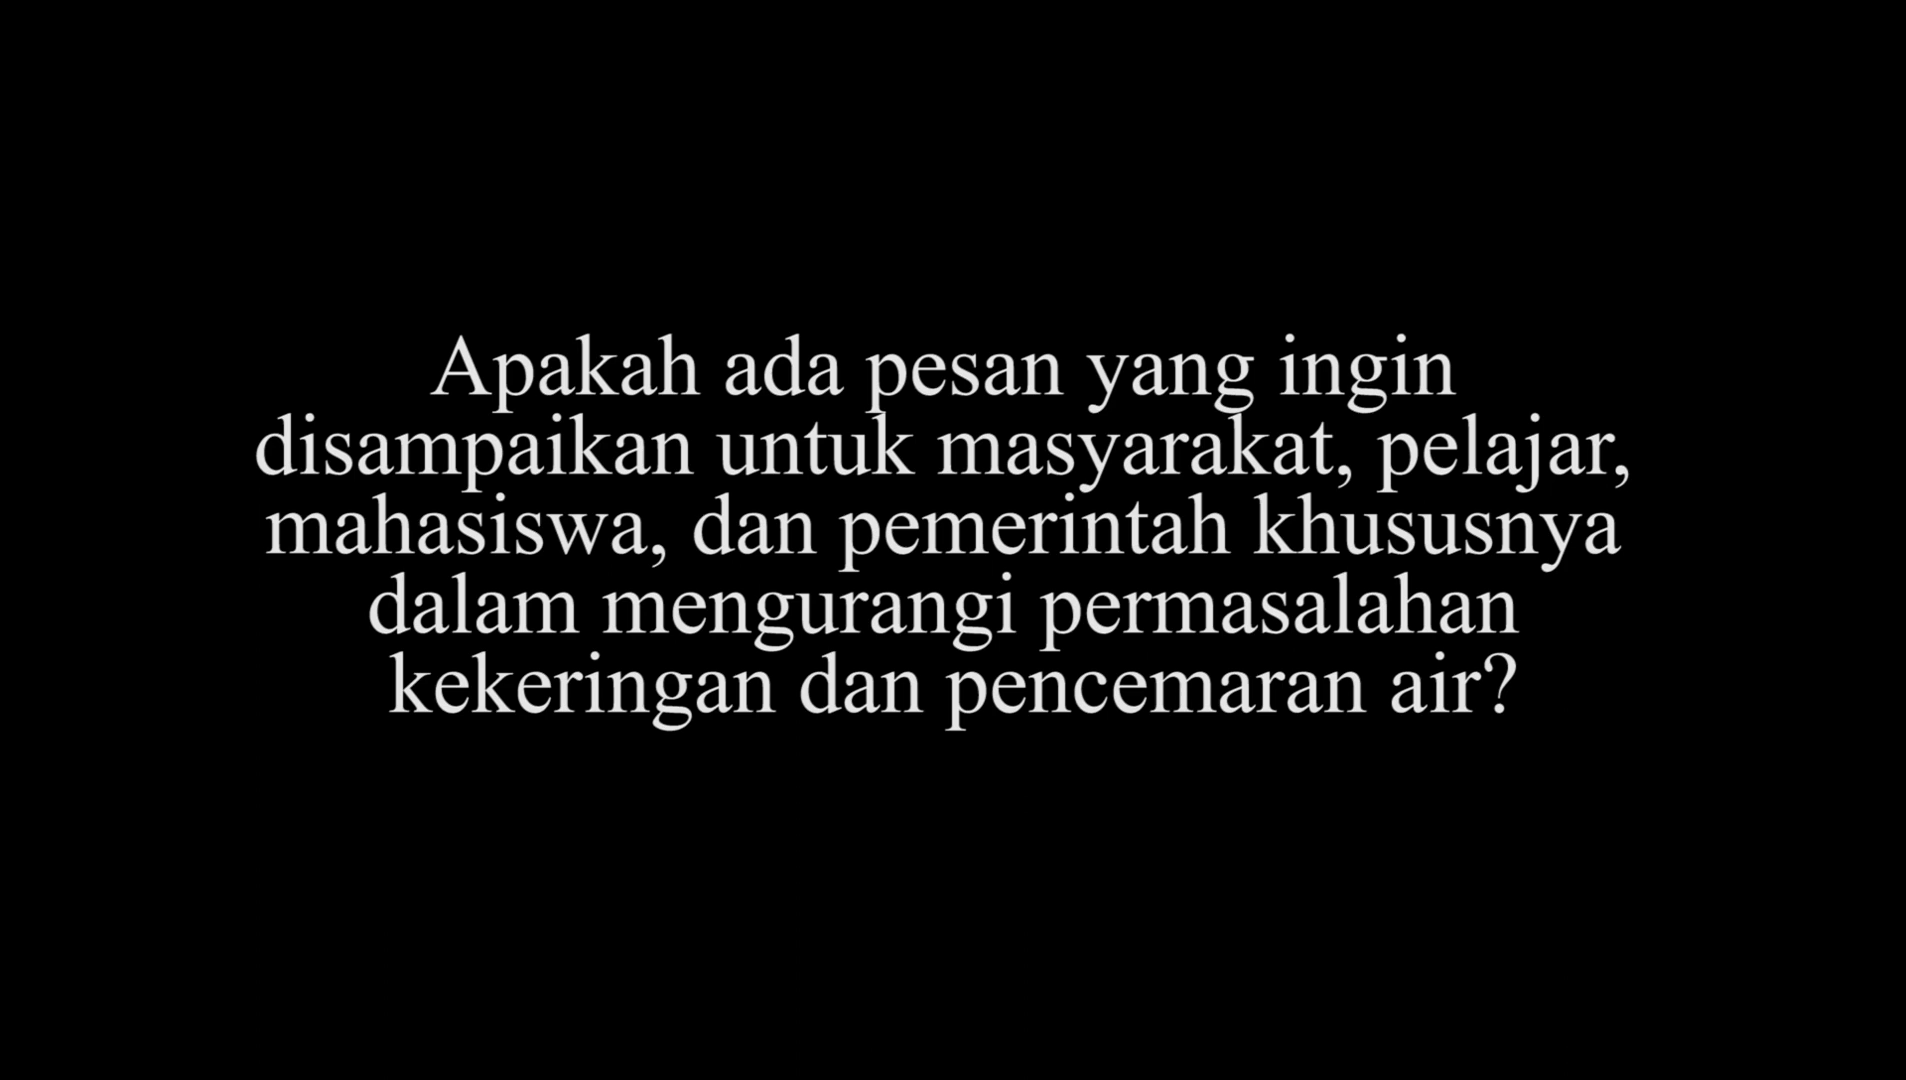 Apakah ada pesan yang ingin
disampaikan untuk masyarakat, pelajar,
mahasiswa, dan pemerintah khususnya
dalam mengurangi permasalahan
kekeringan dan pencemaran air?